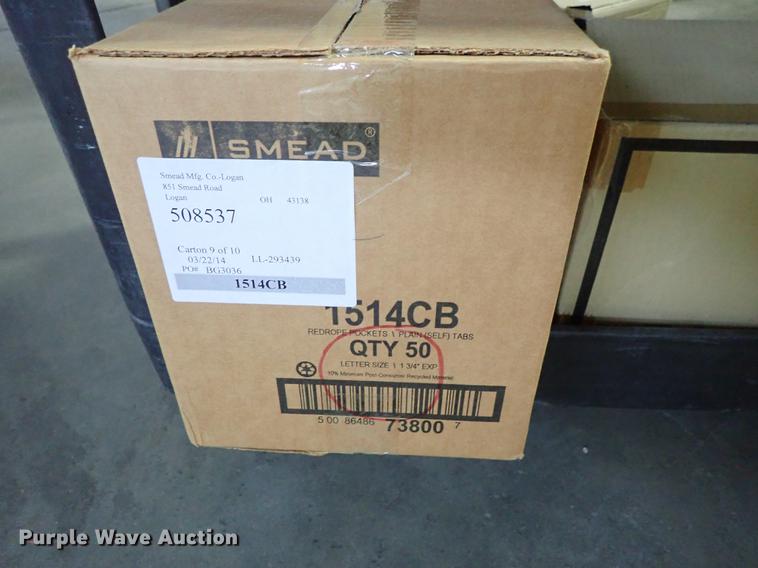 SMEAD®
Smead Mfg. Co.-Logan
851 Smead Road
Logan OH 43138
508537
Carton 9 of 10
03/22/14 LL-293439
PO# BG3036
1514CB
1514CB
REDROPE POCKETS \ PLAIN (SELF) TABS
QTY 50
LETTER SIZE \ 1 3/4" EXP
10% Minimum Post-Consumer Recycled Material
5 00 86486 73800 7
Purple Wave Auction